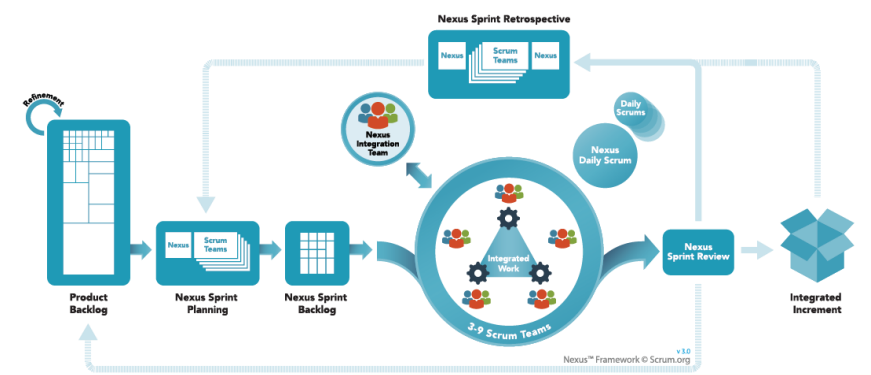 Nexus Sprint Retrospective
Nexus
Scrum
Teams
Nexus
Refinement
Nexus
Integration
Team
Daily
Scrums
Nexus
Daily Scrum
Nexus
Scrum
Teams
Integrated
Work
3-9 Scrum Teams
Nexus
Sprint Review
Product
Backlog
Nexus Sprint
Planning
Nexus Sprint
Backlog
Integrated
Increment
v 3.0
Nexus™ Framework © Scrum.org